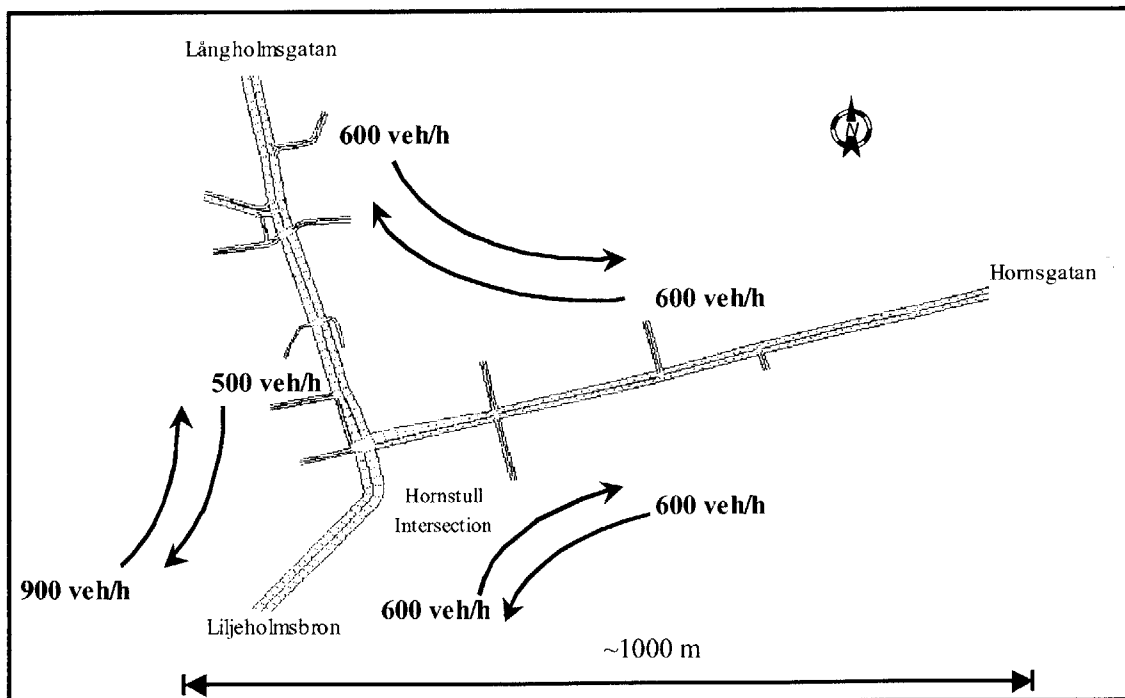 Långholmsgatan
N
600 veh/h
Hornsgatan
600 veh/h
500 veh/h
Hornstull
Intersection
600 veh/h
900 veh/h
600 veh/h
Liljeholmsbron
~1000 m